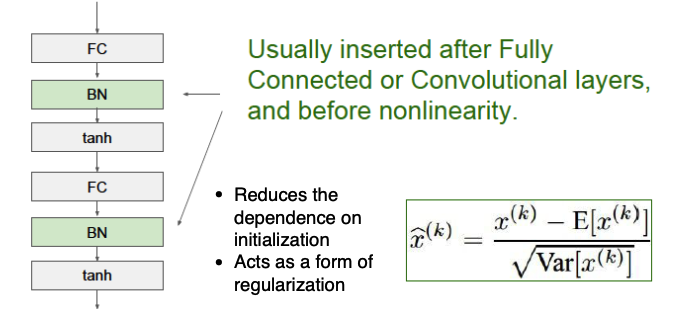 FC
BN
tanh
FC
BN
tanh
Usually inserted after Fully
Connected or Convolutional layers,
and before nonlinearity.
• Reduces the
dependence on
initialization
• Acts as a form of
regularization
x̂^(k) = (x^(k) − E[x^(k)]) / √Var[x^(k)]